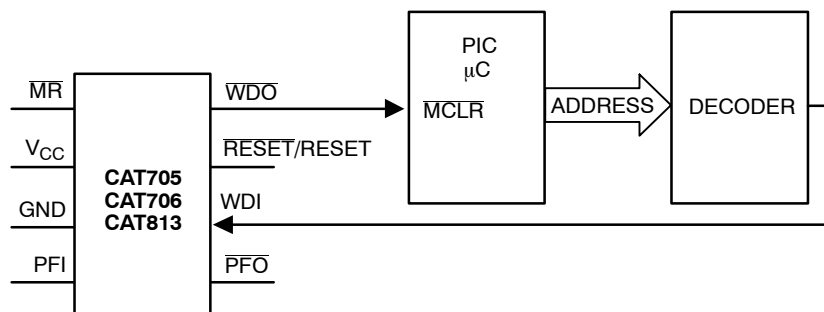 PIC
μC
MCLR
ADDRESS
DECODER
MR
WDO
VCC
RESET/RESET
CAT705
CAT706
CAT813
GND
WDI
PFI
PFO